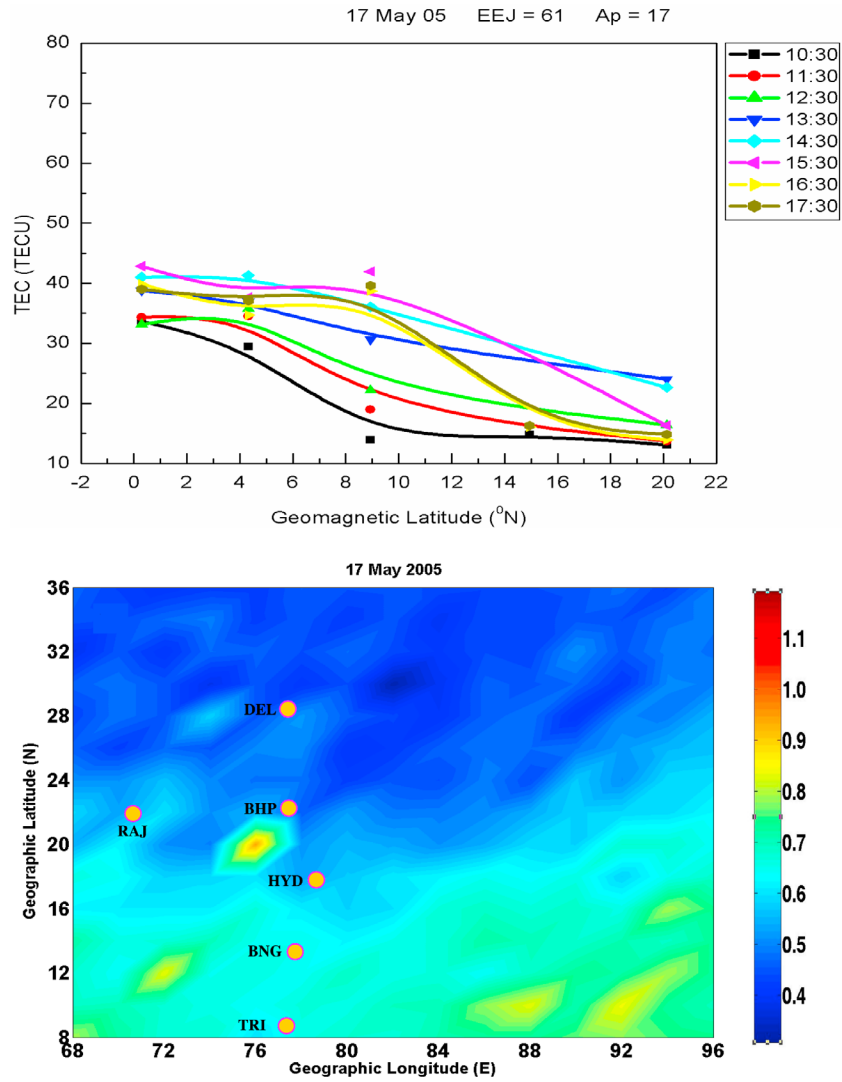 17 May 05 EEJ = 61 Ap = 17
80
70
60
50
40
30
20
10
TEC (TECU)
-2 0 2 4 6 8 10 12 14 16 18 20 22
Geomagnetic Latitude (⁰N)
10:30
11:30
12:30
13:30
14:30
15:30
16:30
17:30
17 May 2005
36
32
28
24
20
16
12
8
Geographic Latitude (N)
DEL
BHP
RAJ
HYD
BNG
TRI
68 72 76 80 84 88 92 96
Geographic Longitude (E)
1.1
1.0
0.9
0.8
0.7
0.6
0.5
0.4